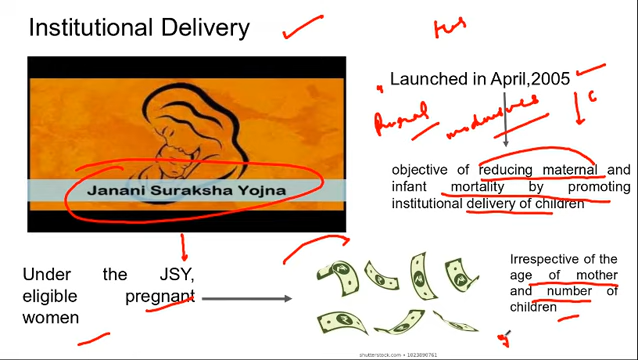 Institutional Delivery
Launched in April,2005
Janani Suraksha Yojna
objective of reducing maternal and
infant mortality by promoting
institutional delivery of children
Under the JSY,
eligible pregnant
women
Irrespective of the
age of mother
and number of
children
shutterstock.com • 1623690761